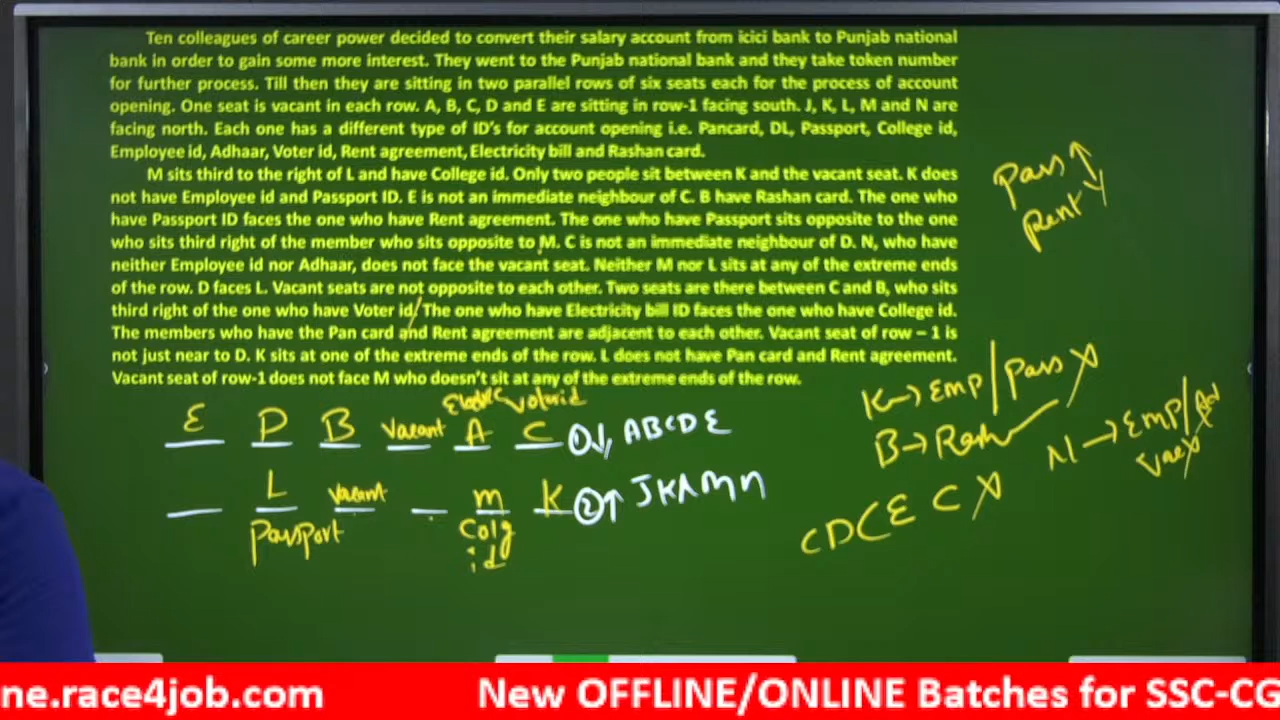 Ten colleagues of career power decided to convert their salary account from icici bank to Punjab national
bank in order to gain some more interest. They went to the Punjab national bank and they take token number
for further process. Till then they are sitting in two parallel rows of six seats each for the process of account
opening. One seat is vacant in each row. A, B, C, D and E are sitting in row-1 facing south. J, K, L, M and N are
facing north. Each one has a different type of ID's for account opening i.e. Pancard, DL, Passport, College id,
Employee id, Adhaar, Voter id, Rent agreement, Electricity bill and Rashan card.
M sits third to the right of L and have College id. Only two people sit between K and the vacant seat. K does
not have Employee id and Passport ID. E is not an immediate neighbour of C. B have Rashan card. The one who
have Passport ID faces the one who have Rent agreement. The one who have Passport sits opposite to the one
who sits third right of the member who sits opposite to M. C is not an immediate neighbour of D. N, who have
neither Employee id nor Adhaar, does not face the vacant seat. Neither M nor L sits at any of the extreme ends
of the row. D faces L. Vacant seats are not opposite to each other. Two seats are there between C and B, who sits
third right of the one who have Voter id. The one who have Electricity bill ID faces the one who have College id.
The members who have the Pan card and Rent agreement are adjacent to each other. Vacant seat of row – 1 is
not just near to D. K sits at one of the extreme ends of the row. L does not have Pan card and Rent agreement.
Vacant seat of row-1 does not face M who doesn't sit at any of the extreme ends of the row.
Pass ↑
Rent
K→ Emp/Pass X
B→ Rash
N → Emp/Ad
CD C E C X
Voterid
E D B Vacant A C ① ↓ A B C D E
L Vacant m K ② ↑ J K L M n
Passport Colg
id
ne.race4job.com New OFFLINE/ONLINE Batches for SSC-CG